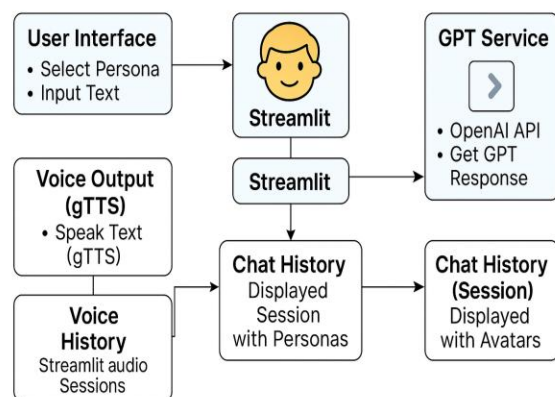 User Interface
• Select Persona
• Input Text
Streamlit
GPT Service
• OpenAI API
• Get GPT
Response
Streamlit
Voice Output
(gTTS)
• Speak Text
(gTTS)
Voice
History
Streamlit audio
Sessions
Chat History
Displayed
Session
with Personas
Chat History
(Session)
Displayed
with Avatars